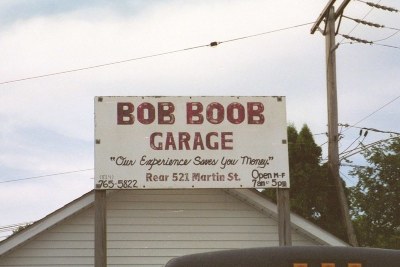 BOB BOOB
GARAGE
"Our Experience Saves You Money."
Rear 521 Martin St.
765-5822
Open M-F
7am 5pm